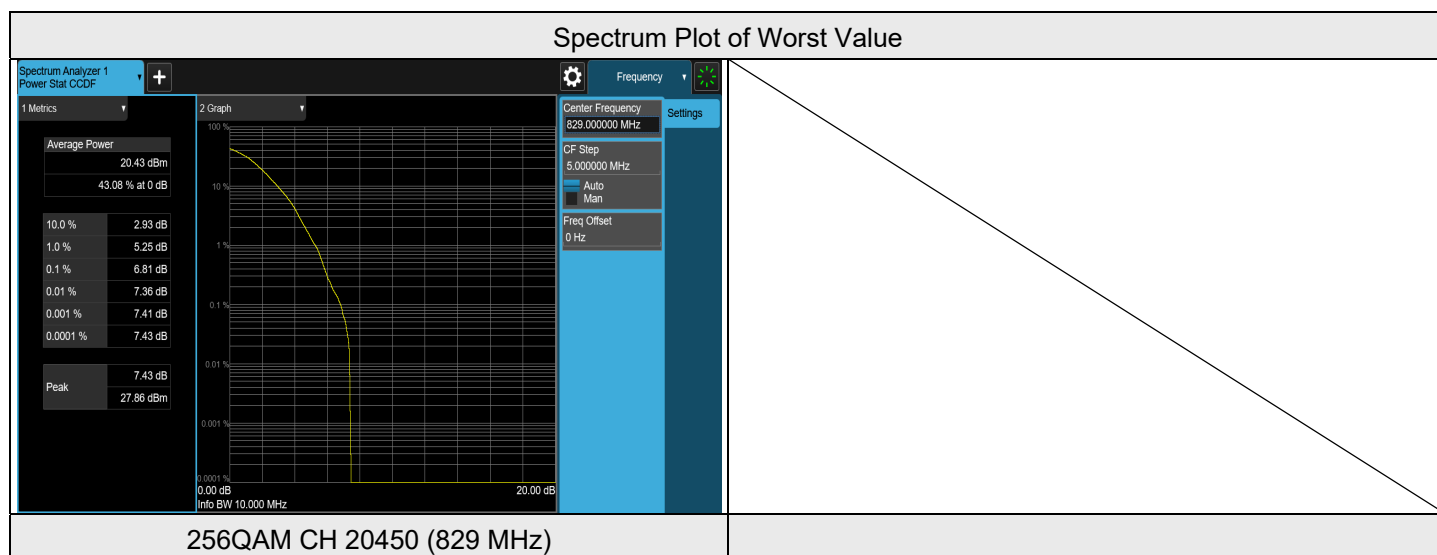 Spectrum Plot of Worst Value
Spectrum Analyzer 1
Power Stat CCDF
+
Frequency
1 Metrics
2 Graph
Center Frequency
829.000000 MHz
Settings
CF Step
5.000000 MHz
Auto
Man
Freq Offset
0 Hz
Average Power
20.43 dBm
43.08 % at 0 dB
10.0 % 2.93 dB
1.0 % 5.25 dB
0.1 % 6.81 dB
0.01 % 7.36 dB
0.001 % 7.41 dB
0.0001 % 7.43 dB
Peak 7.43 dB
27.86 dBm
100 %
10 %
1 %
0.1 %
0.01 %
0.001 %
0.0001 %
0.00 dB 20.00 dB
Info BW 10.000 MHz
256QAM CH 20450 (829 MHz)